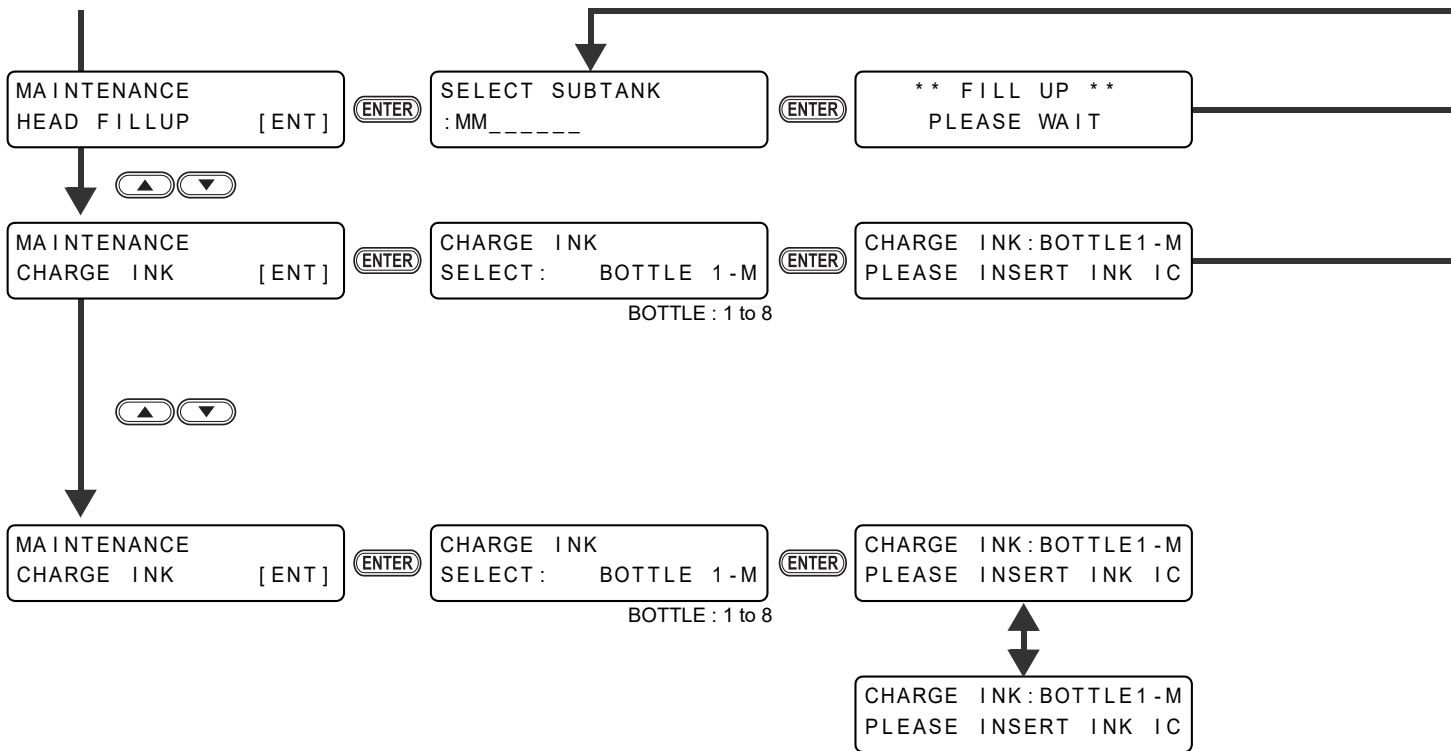 MAINTENANCE
HEAD FILLUP [ENT]
ENTER
SELECT SUBTANK
:MM______
ENTER
** FILL UP **
PLEASE WAIT
MAINTENANCE
CHARGE INK [ENT]
ENTER
CHARGE INK
SELECT: BOTTLE 1-M
BOTTLE : 1 to 8
ENTER
CHARGE INK:BOTTLE1-M
PLEASE INSERT INK IC
MAINTENANCE
CHARGE INK [ENT]
ENTER
CHARGE INK
SELECT: BOTTLE 1-M
BOTTLE : 1 to 8
ENTER
CHARGE INK:BOTTLE1-M
PLEASE INSERT INK IC
CHARGE INK:BOTTLE1-M
PLEASE INSERT INK IC